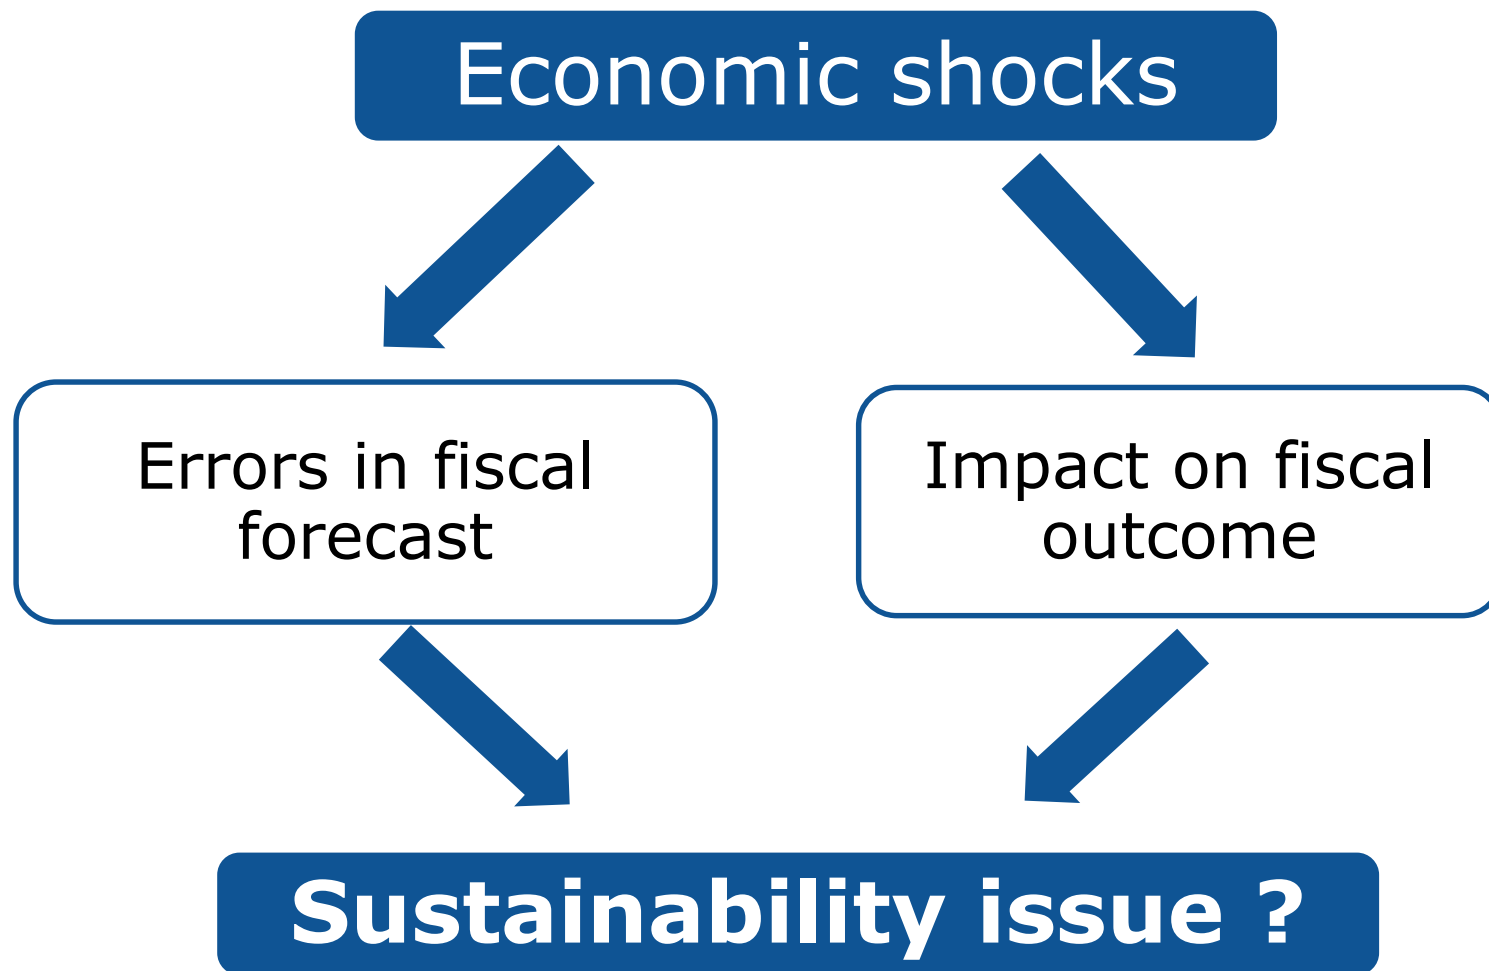 Economic shocks
Errors in fiscal
forecast
Impact on fiscal
outcome
Sustainability issue ?